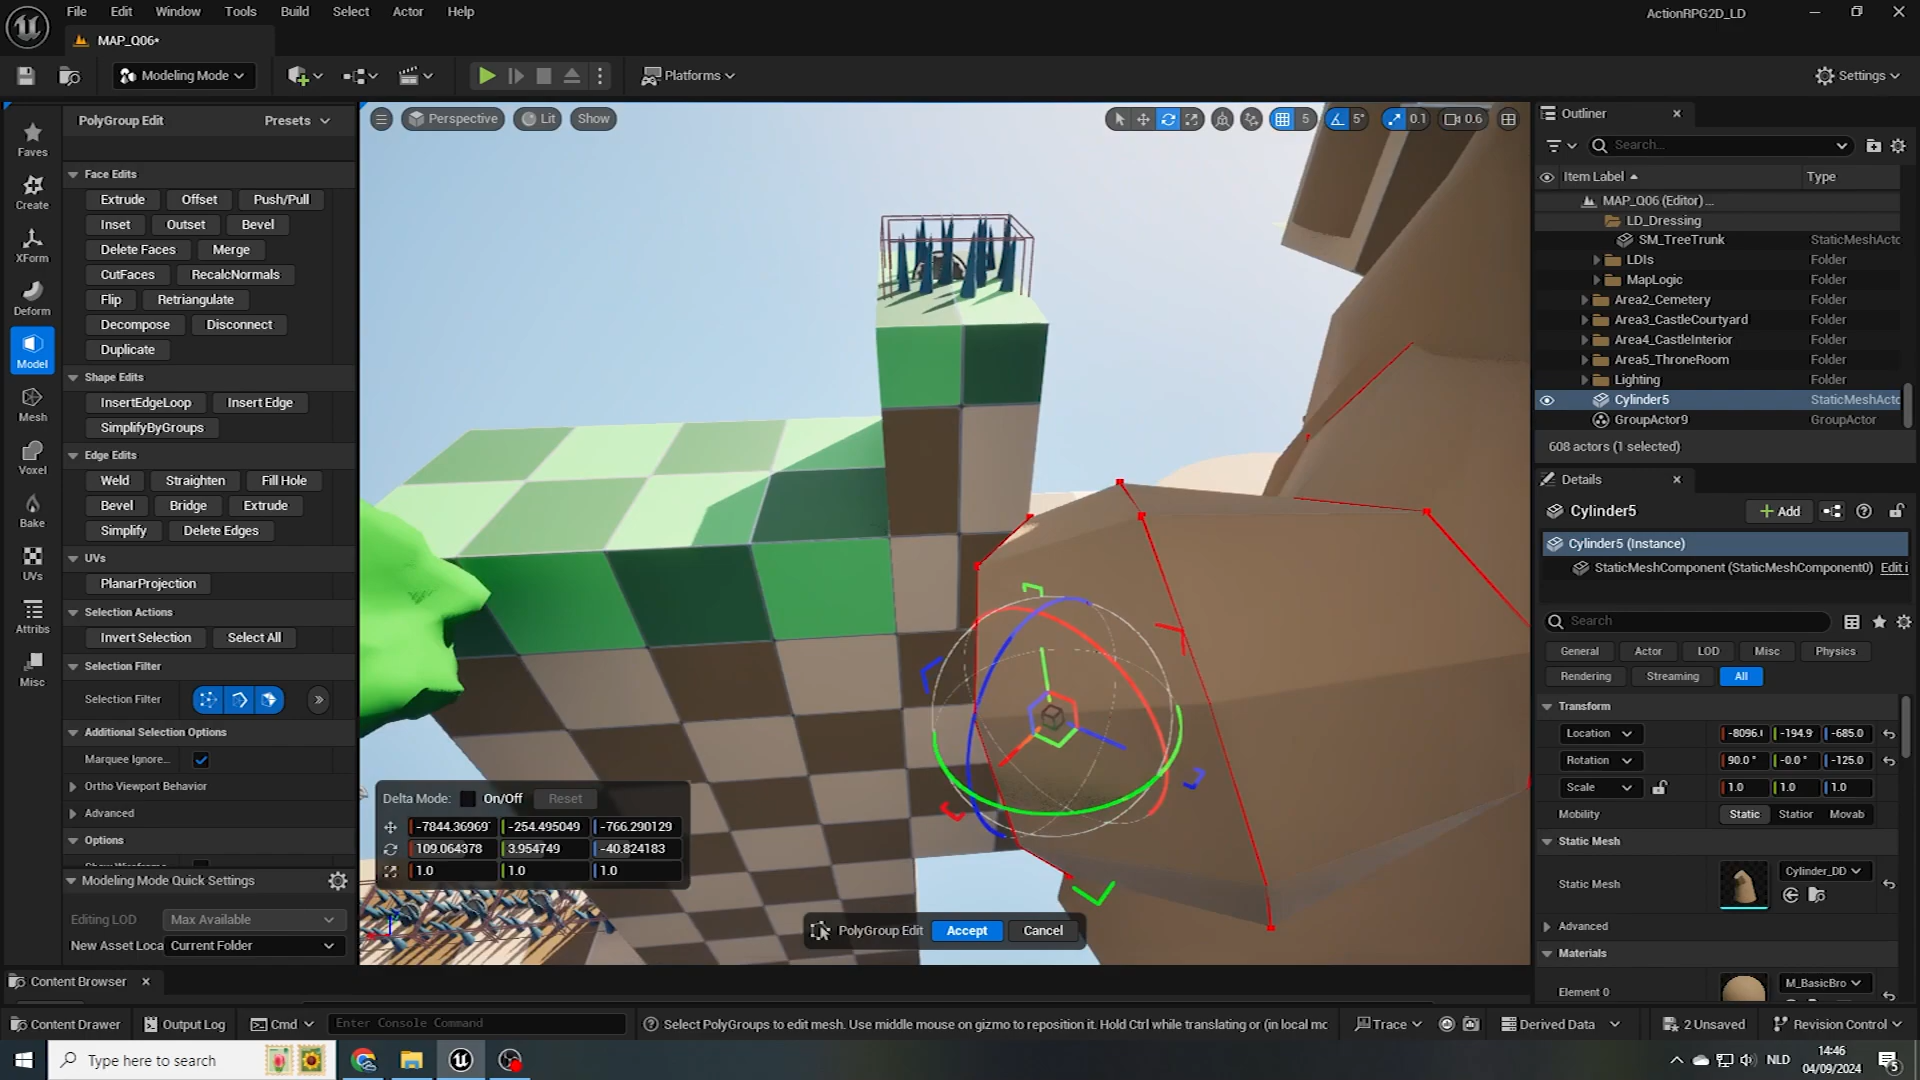 File Edit Window Tools Build Select Actor Help
ActionRPG2D_LD
MAP_Q06*
Modeling Mode
Platforms
Settings
PolyGroup Edit Presets
Perspective Lit Show
5 5° 0.1 0.6
Faves
Create
XForm
Deform
Model
Mesh
Voxel
Bake
UVs
Attribs
Misc
Face Edits
Extrude Offset Push/Pull
Inset Outset Bevel
Delete Faces Merge
CutFaces RecalcNormals
Flip Retriangulate
Decompose Disconnect
Duplicate
Shape Edits
InsertEdgeLoop Insert Edge
SimplifyByGroups
Edge Edits
Weld Straighten Fill Hole
Bevel Bridge Extrude
Simplify Delete Edges
UVs
PlanarProjection
Selection Actions
Invert Selection Select All
Selection Filter
Selection Filter
Additional Selection Options
Marquee Ignore...
Ortho Viewport Behavior
Advanced
Options
Modeling Mode Quick Settings
Editing LOD Max Available
New Asset Loca Current Folder
Delta Mode: On/Off Reset
-7844.36969 -254.495049 -766.290129
109.064378 3.954749 -40.824183
1.0 1.0 1.0
PolyGroup Edit Accept Cancel
Outliner
Search...
Item Label Type
MAP_Q06 (Editor) ...
LD_Dressing
SM_TreeTrunk StaticMeshActo
LDIs Folder
MapLogic Folder
Area2_Cemetery Folder
Area3_CastleCourtyard Folder
Area4_CastleInterior Folder
Area5_ThroneRoom Folder
Lighting Folder
Cylinder5 StaticMeshActo
GroupActor9 GroupActor
608 actors (1 selected)
Details
Cylinder5
Add
Cylinder5 (Instance)
StaticMeshComponent (StaticMeshComponent0) Edit i
Search
General Actor LOD Misc Physics
Rendering Streaming All
Transform
Location -8096. -194.9 -685.0
Rotation 90.0 ° -0.0 ° -125.0
Scale 1.0 1.0 1.0
Mobility Static Statior Movab
Static Mesh
Static Mesh Cylinder_DD
Advanced
Materials
Element 0 M_BasicBro
Content Browser
Content Drawer Output Log Cmd Enter Console Command
Select PolyGroups to edit mesh. Use middle mouse on gizmo to reposition it. Hold Ctrl while translating or (in local mc
Trace Derived Data 2 Unsaved Revision Control
Type here to search
NLD
14:46
04/09/2024
5